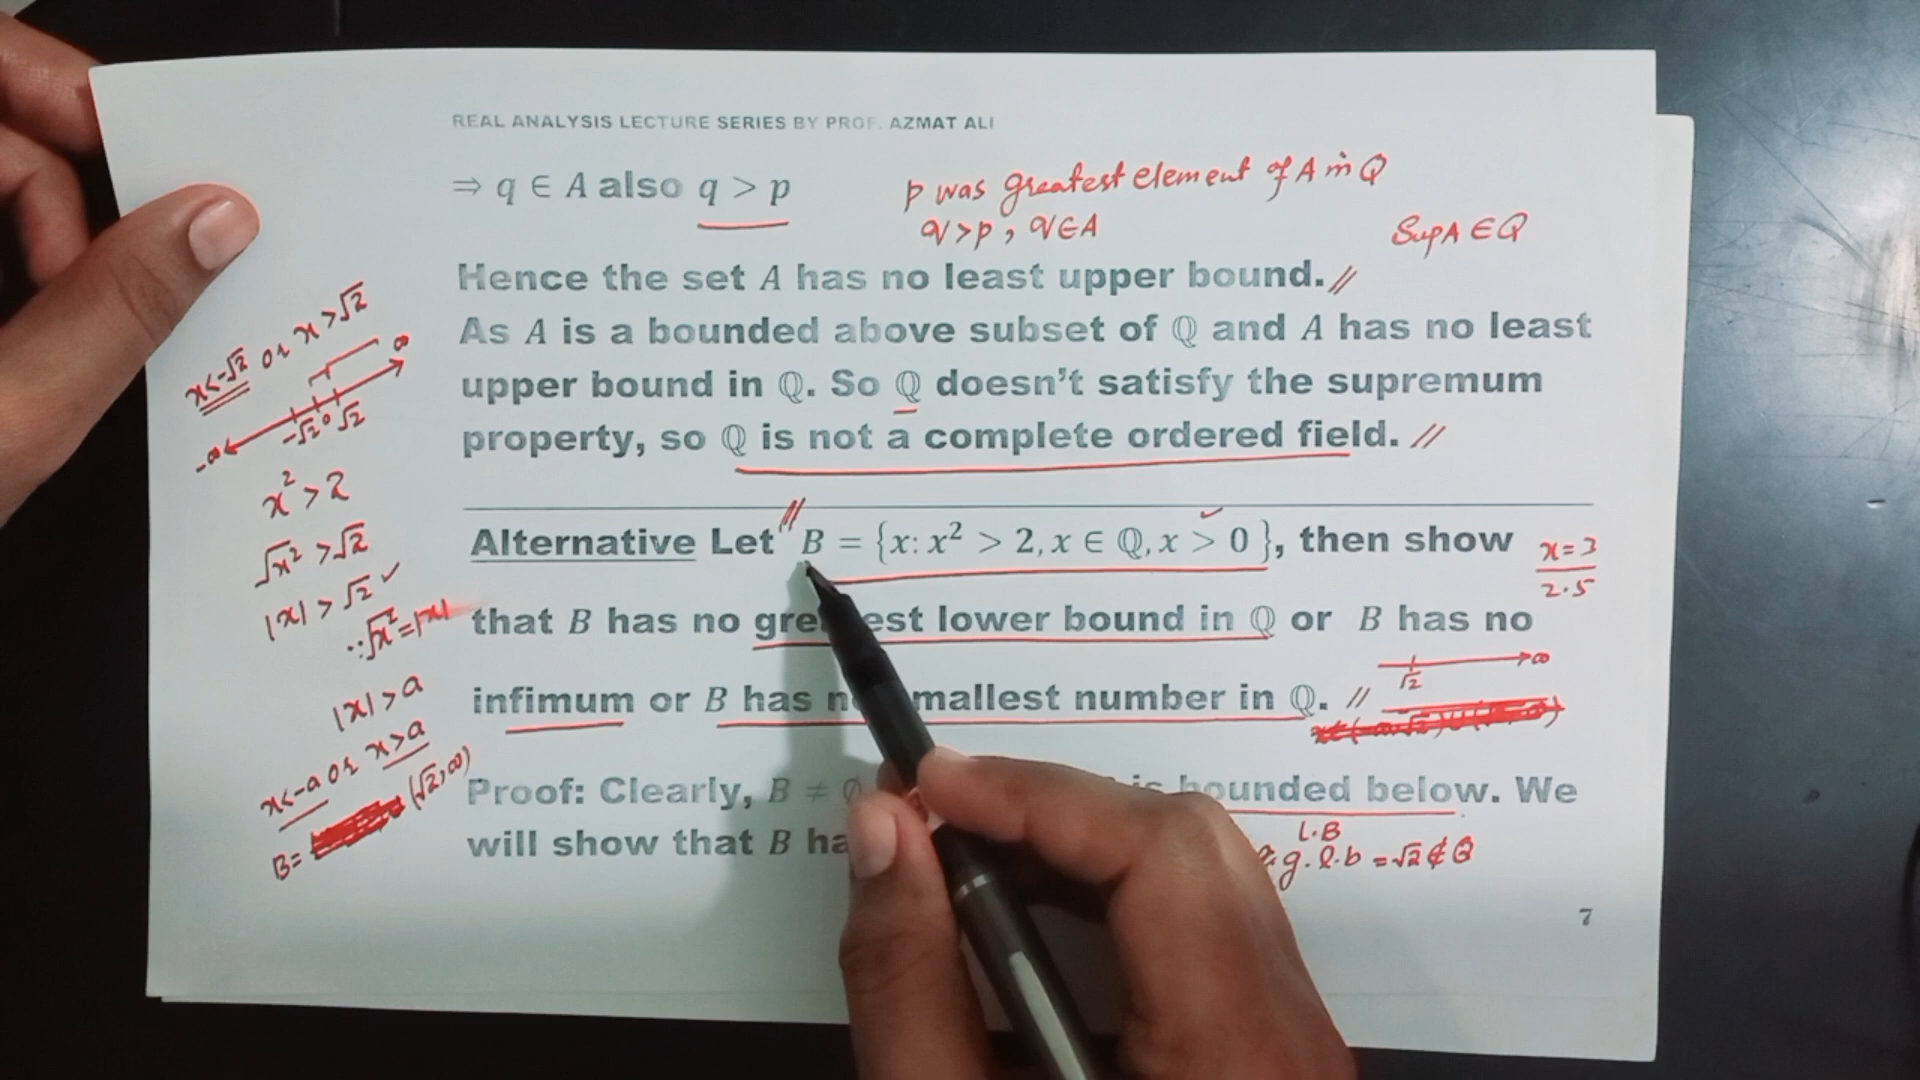 REAL ANALYSIS LECTURE SERIES BY PROF. AZMAT ALI
⇒ q ∈ A also q > p
p was greatest element of A in Q
q > p , q ∈ A
Sup A ∈ Q
Hence the set A has no least upper bound. //
As A is a bounded above subset of ℚ and A has no least
upper bound in ℚ. So ℚ doesn't satisfy the supremum
property, so ℚ is not a complete ordered field. //
x<-√2 or x>√2
-∞ -√2 0 √2 ∞
x² > 2
√x² > √2
|x| > √2 ✓
∵ √x² = |x|
|x| > a
x<-a or x>a
B= (√2, ∞)
Alternative Let B = {x: x² > 2, x ∈ ℚ, x > 0 }, then show
x=3
2.5
that B has no est lower bound in ℚ or B has no
√2 ∞
infimum or B has mallest number in ℚ. //
Proof: Clearly, B ≠ is bounded below. We
L.B
will show that B
g.l.b = √2 ∉ Q
7